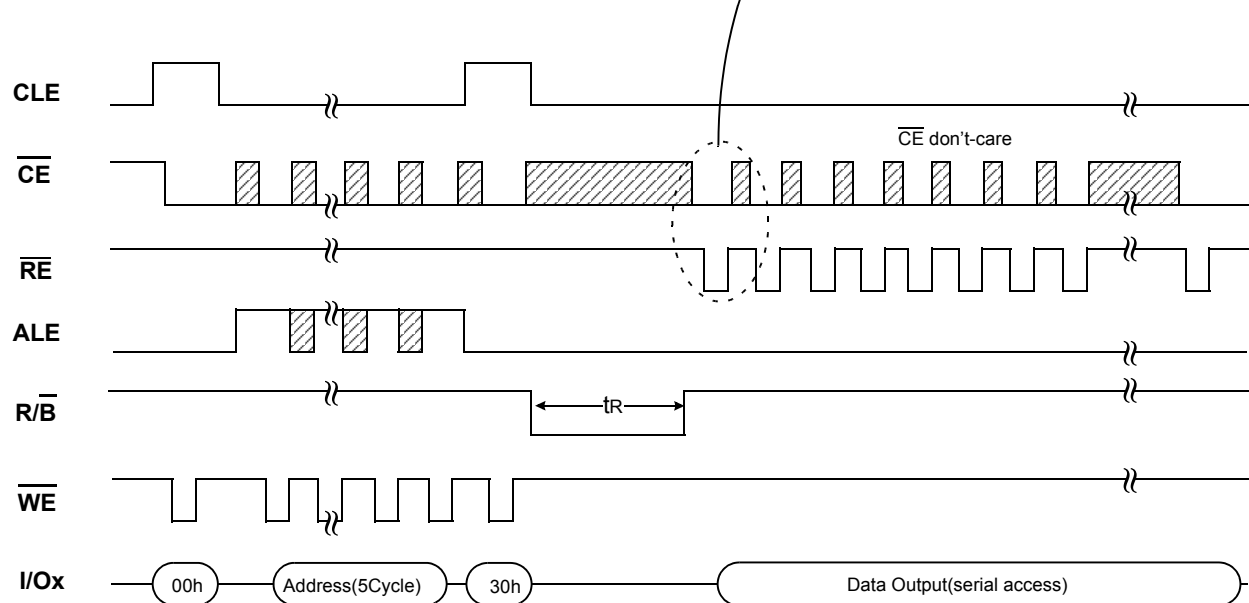 CLE
CE
CE don't-care
RE
ALE
R/B
tR
WE
I/Ox
00h
Address(5Cycle)
30h
Data Output(serial access)